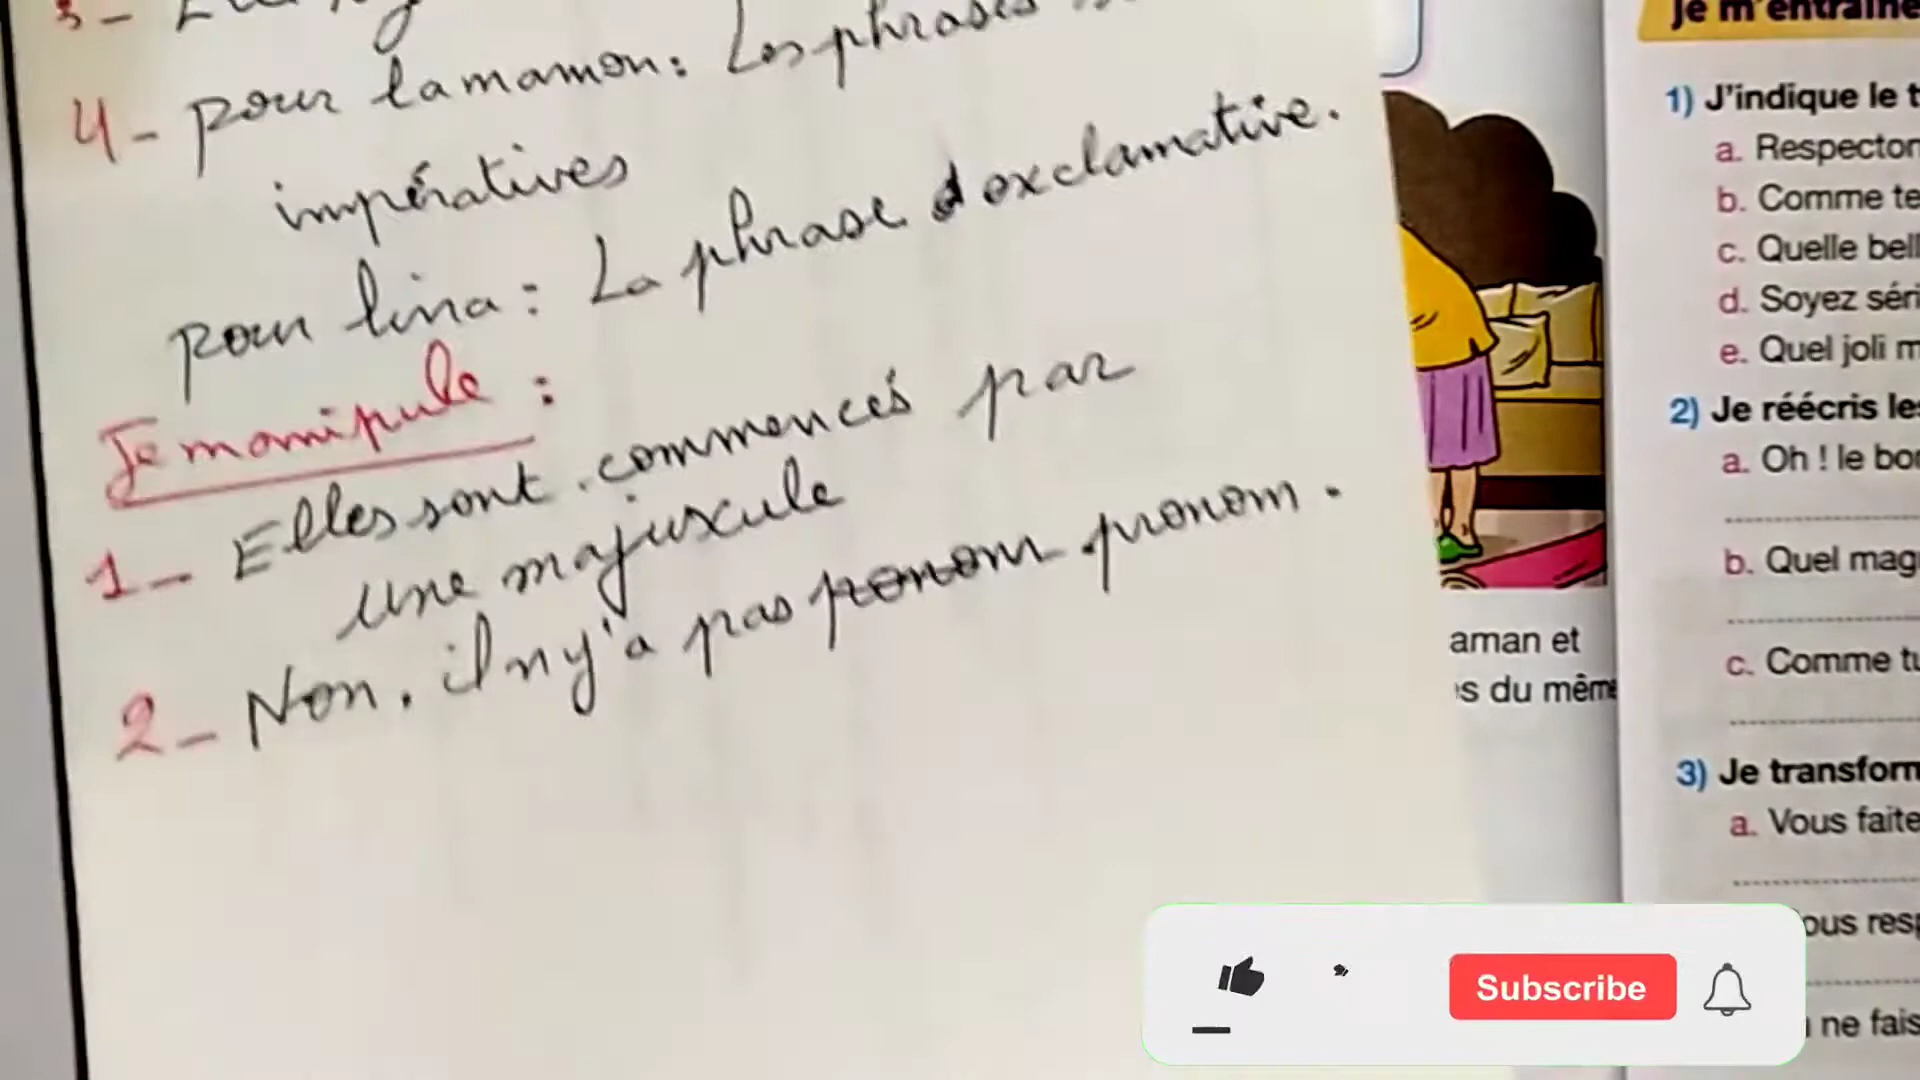 3-
4- pour la maman: Les phrases
impératives
pour lina: La phrase exclamative.
Je manipule:
1- Elles sont commencés par
une majuscule
2- Non, il n y'a pas pronom pronom.
aman et
s du même
Je m'entraîne
1) J'indique le t
a. Respecton
b. Comme te
c. Quelle bell
d. Soyez séri
e. Quel joli m
2) Je réécris les
a. Oh ! le bon
b. Quel mag
c. Comme tu
3) Je transform
a. Vous faite
ous resp
ne fais
Subscribe